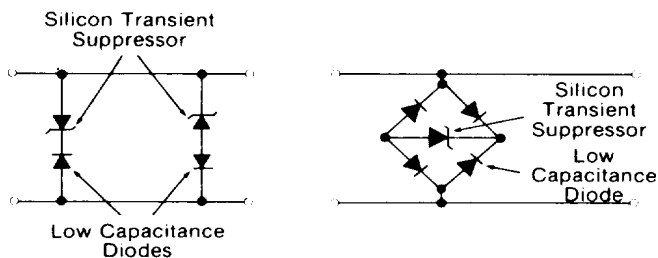 Silicon Transient
Suppressor
Low Capacitance
Diodes
Silicon
Transient
Suppressor
Low
Capacitance
Diode